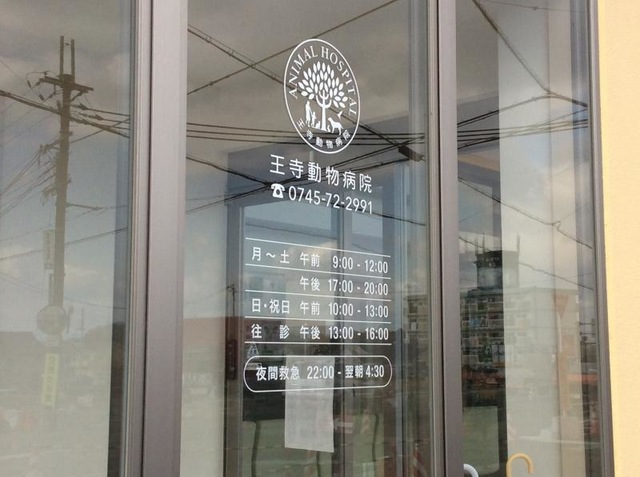 ANIMAL HOSPITAL
王寺動物病院
王寺動物病院
☎0745-72-2991
月～土 午前 9:00 - 12:00
午後 17:00 - 20:00
日・祝日 午前 10:00 - 13:00
往 診 午後 13:00 - 16:00
夜間救急 22:00 - 翌朝4:30